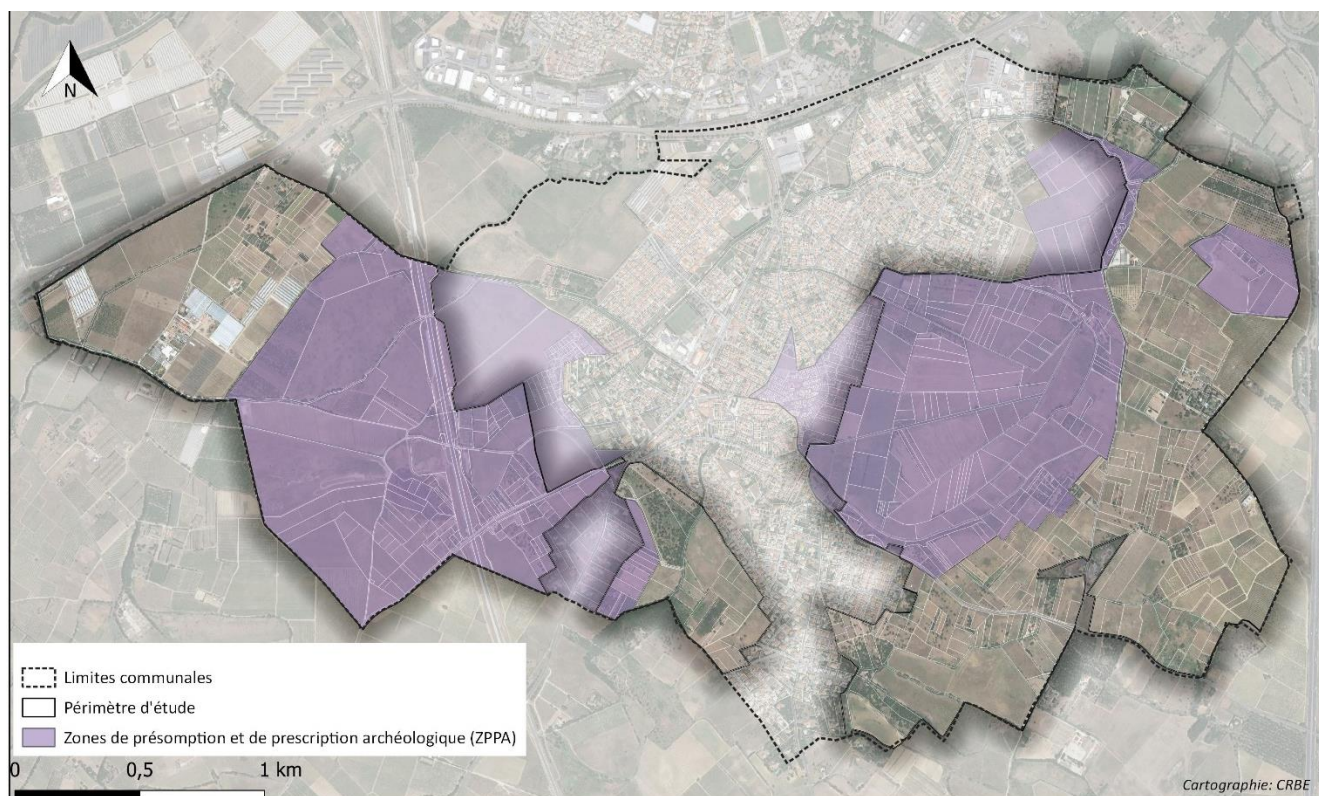 N
Limites communales
Périmètre d'étude
Zones de présomption et de prescription archéologique (ZPPA)
0 0,5 1 km
Cartographie: CRBE